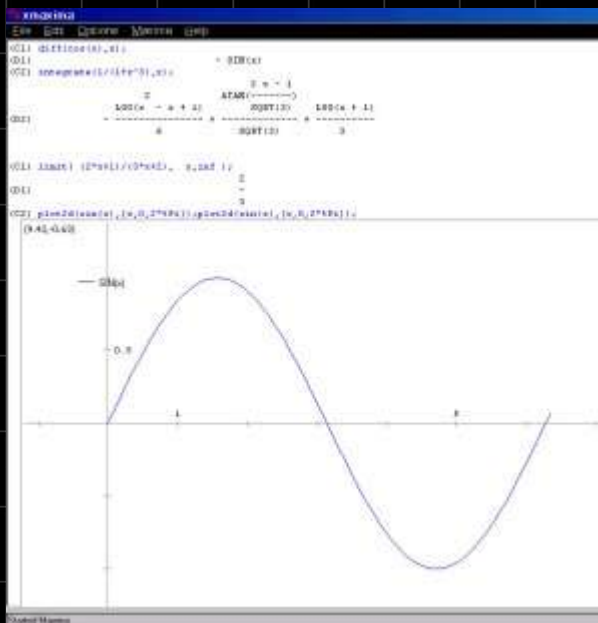 xmaxima
File Edit Options Maxima Help
(C1) diff(cos(x),x);
(D1) - SIN(x)
(C2) integrate(1/(1+x^3),x);
2 x - 1
2 ATAN(-------)
LOG(x - x + 1) SQRT(3) LOG(x + 1)
(D2) - --------------- + ------------- + ----------
6 SQRT(3) 3
(C1) limit( (2*x+1)/(3*x+2), x,inf );
2
(D1) -
3
(C2) plot2d(sin(x),[x,0,2*%Pi]);plot2d(sin(x),[x,0,2*%Pi]);
SIN(x)
0.5
1